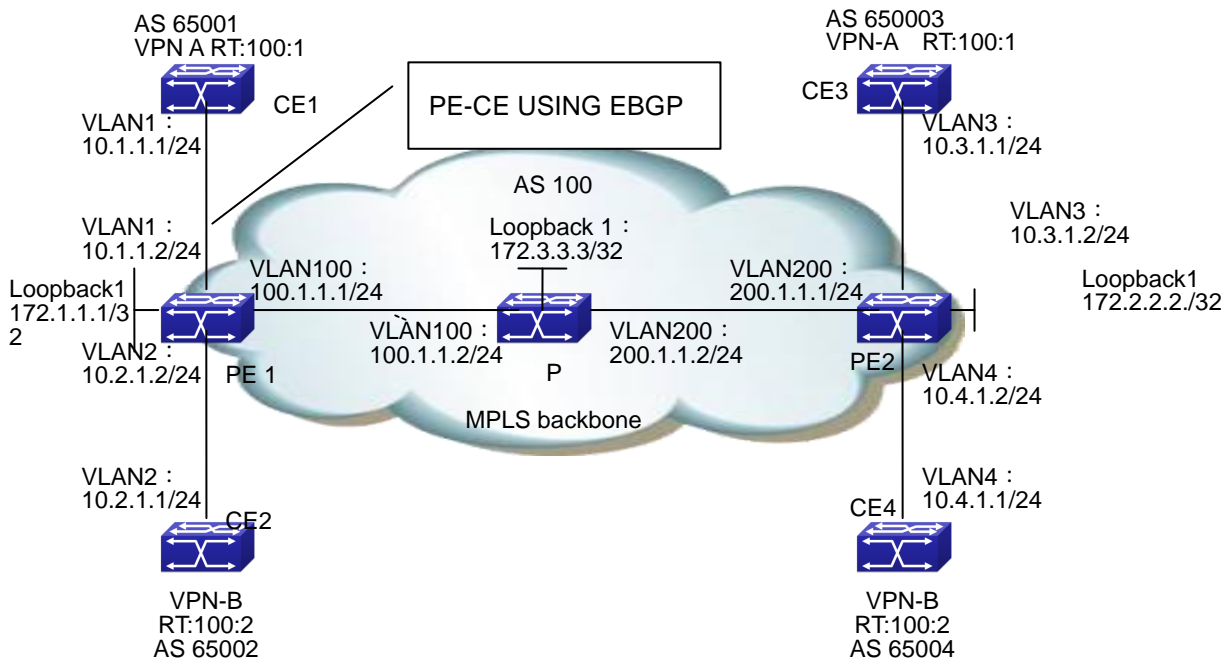 AS 65001
VPN A RT:100:1
CE1
VLAN1：
10.1.1.1/24
PE-CE USING EBGP
AS 650003
VPN-A RT:100:1
CE3
VLAN3：
10.3.1.1/24
AS 100
Loopback 1：
172.3.3.3/32
VLAN1：
10.1.1.2/24
VLAN3：
10.3.1.2/24
Loopback1
172.1.1.1/3
2
VLAN100：
100.1.1.1/24
VLAN200：
200.1.1.1/24
Loopback1
172.2.2.2./32
VLAN100：
100.1.1.2/24
VLAN200：
200.1.1.2/24
VLAN2：
10.2.1.2/24
PE 1
P
PE2
VLAN4：
10.4.1.2/24
MPLS backbone
VLAN2：
10.2.1.1/24
CE2
CE4
VLAN4：
10.4.1.1/24
VPN-B
RT:100:2
AS 65002
VPN-B
RT:100:2
AS 65004